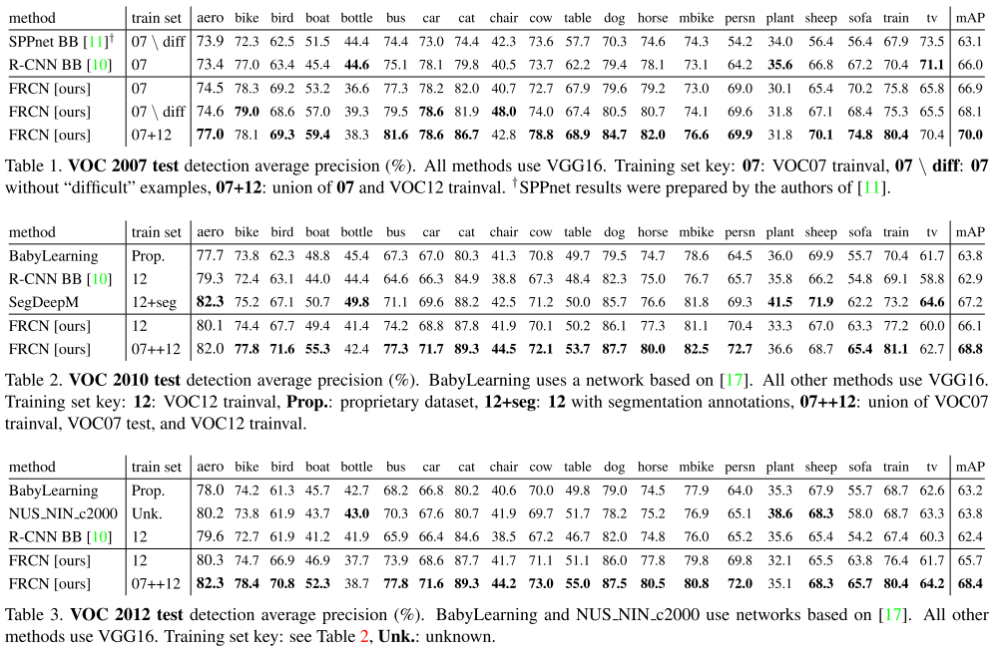 method train set aero bike bird boat bottle bus car cat chair cow table dog horse mbike persn plant sheep sofa train tv mAP
SPPnet BB [11]† 07 \ diff 73.9 72.3 62.5 51.5 44.4 74.4 73.0 74.4 42.3 73.6 57.7 70.3 74.6 74.3 54.2 34.0 56.4 56.4 67.9 73.5 63.1
R-CNN BB [10] 07 73.4 77.0 63.4 45.4 44.6 75.1 78.1 79.8 40.5 73.7 62.2 79.4 78.1 73.1 64.2 35.6 66.8 67.2 70.4 71.1 66.0
FRCN [ours] 07 74.5 78.3 69.2 53.2 36.6 77.3 78.2 82.0 40.7 72.7 67.9 79.6 79.2 73.0 69.0 30.1 65.4 70.2 75.8 65.8 66.9
FRCN [ours] 07 \ diff 74.6 79.0 68.6 57.0 39.3 79.5 78.6 81.9 48.0 74.0 67.4 80.5 80.7 74.1 69.6 31.8 67.1 68.4 75.3 65.5 68.1
FRCN [ours] 07+12 77.0 78.1 69.3 59.4 38.3 81.6 78.6 86.7 42.8 78.8 68.9 84.7 82.0 76.6 69.9 31.8 70.1 74.8 80.4 70.4 70.0
Table 1. VOC 2007 test detection average precision (%). All methods use VGG16. Training set key: 07: VOC07 trainval, 07 \ diff: 07
without “difficult” examples, 07+12: union of 07 and VOC12 trainval. †SPPnet results were prepared by the authors of [11].
method train set aero bike bird boat bottle bus car cat chair cow table dog horse mbike persn plant sheep sofa train tv mAP
BabyLearning Prop. 77.7 73.8 62.3 48.8 45.4 67.3 67.0 80.3 41.3 70.8 49.7 79.5 74.7 78.6 64.5 36.0 69.9 55.7 70.4 61.7 63.8
R-CNN BB [10] 12 79.3 72.4 63.1 44.0 44.4 64.6 66.3 84.9 38.8 67.3 48.4 82.3 75.0 76.7 65.7 35.8 66.2 54.8 69.1 58.8 62.9
SegDeepM 12+seg 82.3 75.2 67.1 50.7 49.8 71.1 69.6 88.2 42.5 71.2 50.0 85.7 76.6 81.8 69.3 41.5 71.9 62.2 73.2 64.6 67.2
FRCN [ours] 12 80.1 74.4 67.7 49.4 41.4 74.2 68.8 87.8 41.9 70.1 50.2 86.1 77.3 81.1 70.4 33.3 67.0 63.3 77.2 60.0 66.1
FRCN [ours] 07++12 82.0 77.8 71.6 55.3 42.4 77.3 71.7 89.3 44.5 72.1 53.7 87.7 80.0 82.5 72.7 36.6 68.7 65.4 81.1 62.7 68.8
Table 2. VOC 2010 test detection average precision (%). BabyLearning uses a network based on [17]. All other methods use VGG16.
Training set key: 12: VOC12 trainval, Prop.: proprietary dataset, 12+seg: 12 with segmentation annotations, 07++12: union of VOC07
trainval, VOC07 test, and VOC12 trainval.
method train set aero bike bird boat bottle bus car cat chair cow table dog horse mbike persn plant sheep sofa train tv mAP
BabyLearning Prop. 78.0 74.2 61.3 45.7 42.7 68.2 66.8 80.2 40.6 70.0 49.8 79.0 74.5 77.9 64.0 35.3 67.9 55.7 68.7 62.6 63.2
NUS_NIN_c2000 Unk. 80.2 73.8 61.9 43.7 43.0 70.3 67.6 80.7 41.9 69.7 51.7 78.2 75.2 76.9 65.1 38.6 68.3 58.0 68.7 63.3 63.8
R-CNN BB [10] 12 79.6 72.7 61.9 41.2 41.9 65.9 66.4 84.6 38.5 67.2 46.7 82.0 74.8 76.0 65.2 35.6 65.4 54.2 67.4 60.3 62.4
FRCN [ours] 12 80.3 74.7 66.9 46.9 37.7 73.9 68.6 87.7 41.7 71.1 51.1 86.0 77.8 79.8 69.8 32.1 65.5 63.8 76.4 61.7 65.7
FRCN [ours] 07++12 82.3 78.4 70.8 52.3 38.7 77.8 71.6 89.3 44.2 73.0 55.0 87.5 80.5 80.8 72.0 35.1 68.3 65.7 80.4 64.2 68.4
Table 3. VOC 2012 test detection average precision (%). BabyLearning and NUS_NIN_c2000 use networks based on [17]. All other
methods use VGG16. Training set key: see Table 2, Unk.: unknown.